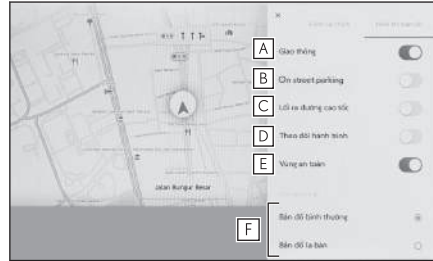 A Giao thông
B On street parking
C Lối ra đường cao tốc
D Theo dõi hành trình
E Vùng an toàn
Jalan Bungur Besar
F
Bản đồ bình thường
Bản đồ la bàn